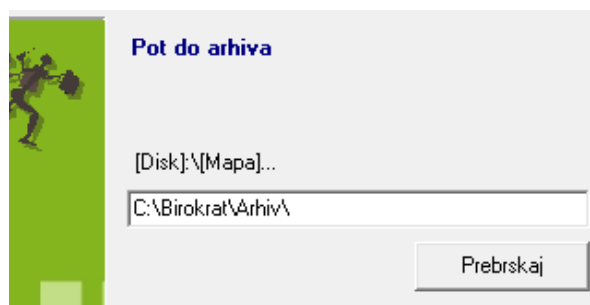 Pot do arhiva
[Disk]:\[Mapa]...
C:\Birokrat\Arhiv\
Prebrskaj